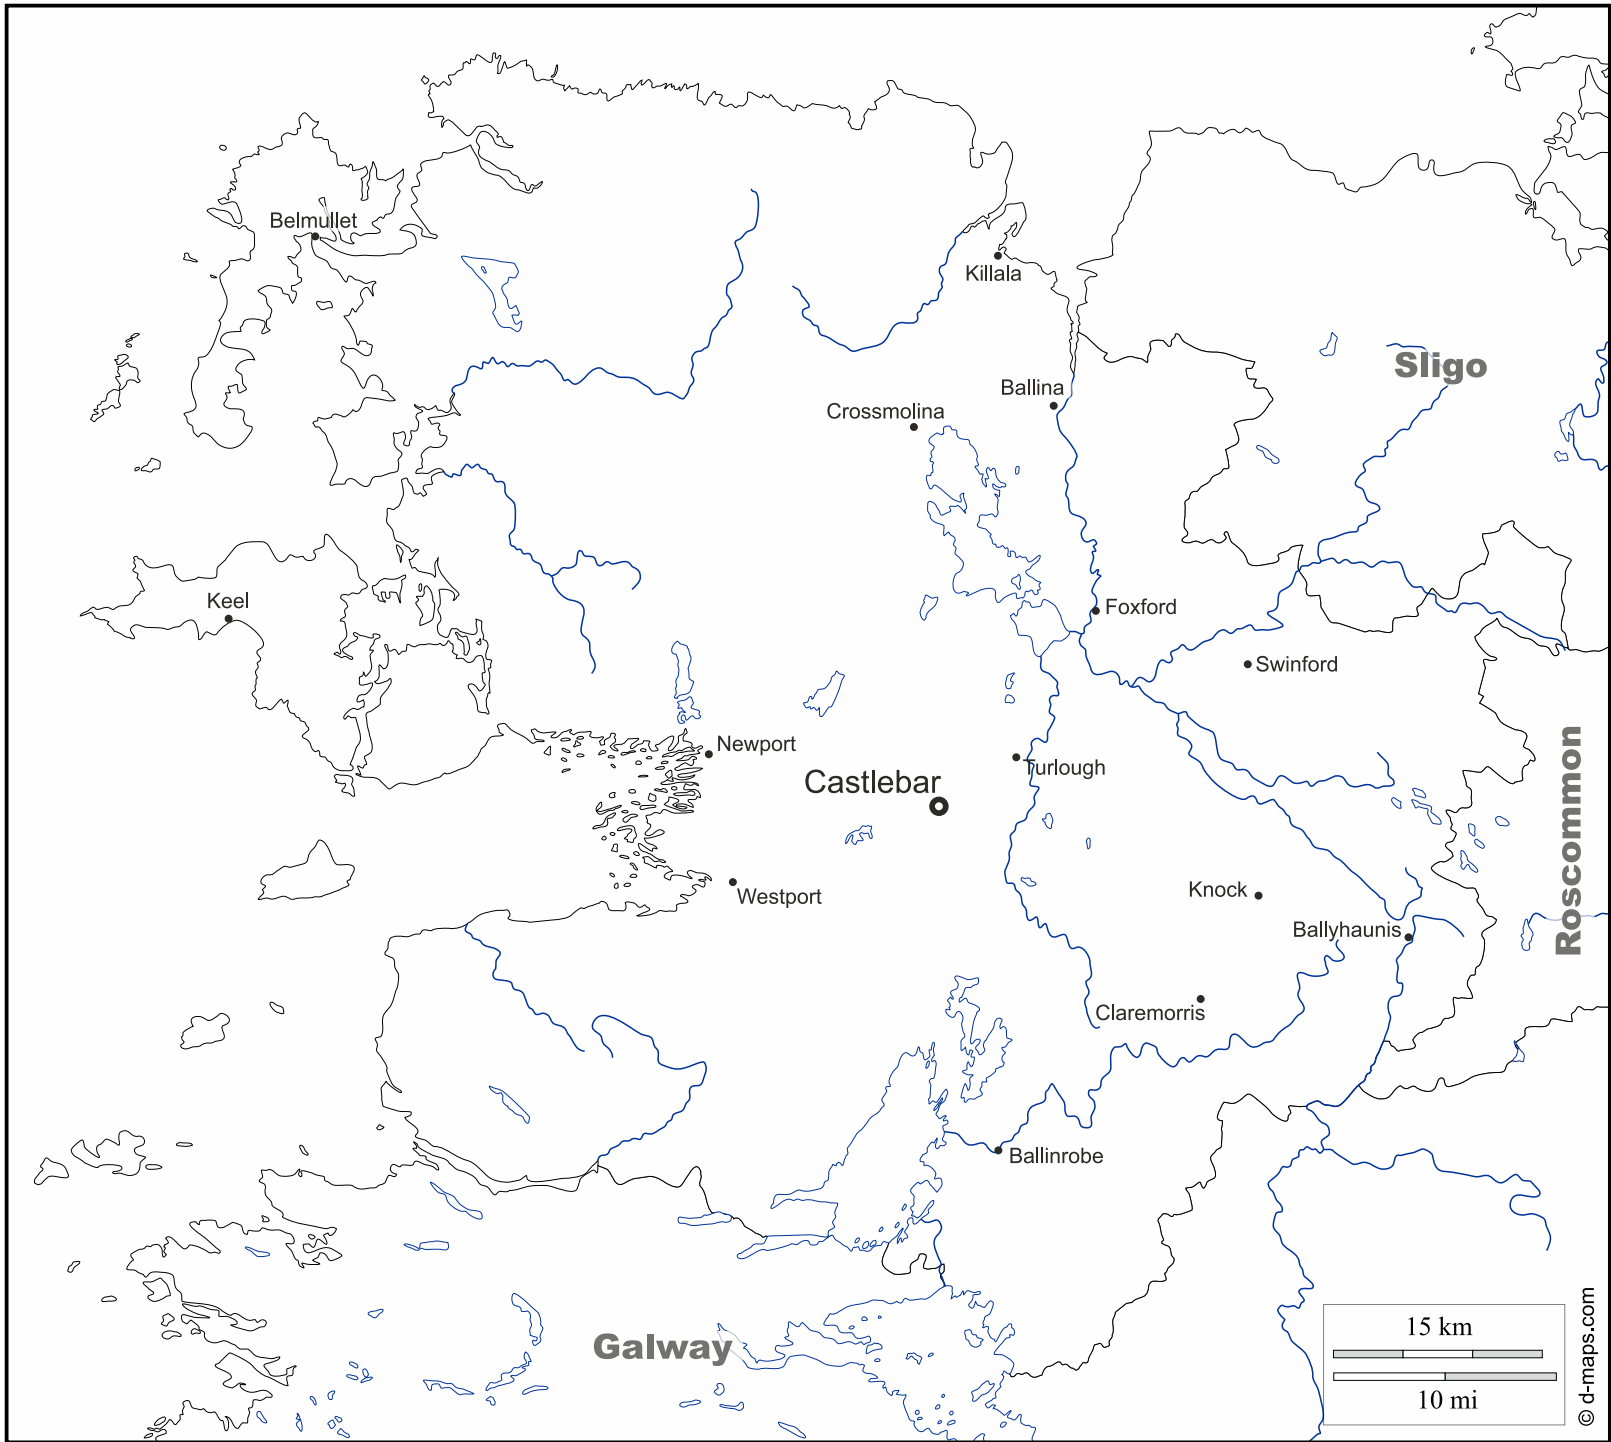 Belmullet
Killala
Sligo
Ballina
Crossmolina
Keel
Foxford
Swinford
Newport
Turlough
Castlebar
Roscommon
Knock
Westport
Ballyhaunis
Claremorris
Ballinrobe
Galway
15 km
10 mi
© d-maps.com